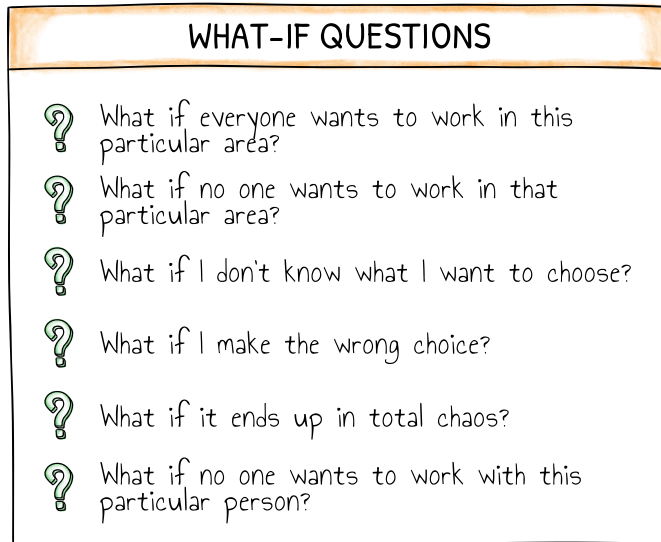 WHAT-IF QUESTIONS
What if everyone wants to work in this
particular area?
What if no one wants to work in that
particular area?
What if I don't know what I want to choose?
What if I make the wrong choice?
What if it ends up in total chaos?
What if no one wants to work with this
particular person?